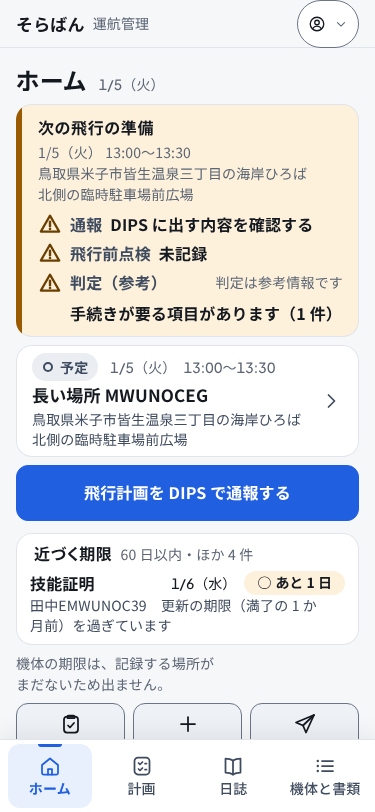 そらばん 運航管理
ホーム 1/5（火）
次の飛行の準備
1/5（火） 13:00〜13:30
鳥取県米子市皆生温泉三丁目の海岸ひろば
北側の臨時駐車場前広場
通報 DIPS に出す内容を確認する
飛行前点検 未記録
判定（参考） 判定は参考情報です
手続きが要る項目があります（1 件）
予定 1/5（火） 13:00〜13:30
長い場所 MWUNOCEG
鳥取県米子市皆生温泉三丁目の海岸ひろば
北側の臨時駐車場前広場
飛行計画を DIPS で通報する
近づく期限 60 日以内・ほか 4 件
技能証明 1/6（水） あと 1 日
田中EMWUNOC39 更新の期限（満了の 1 か
月前）を過ぎています
機体の期限は、記録する場所が
まだないため出ません。
ホーム 計画 日誌 機体と書類